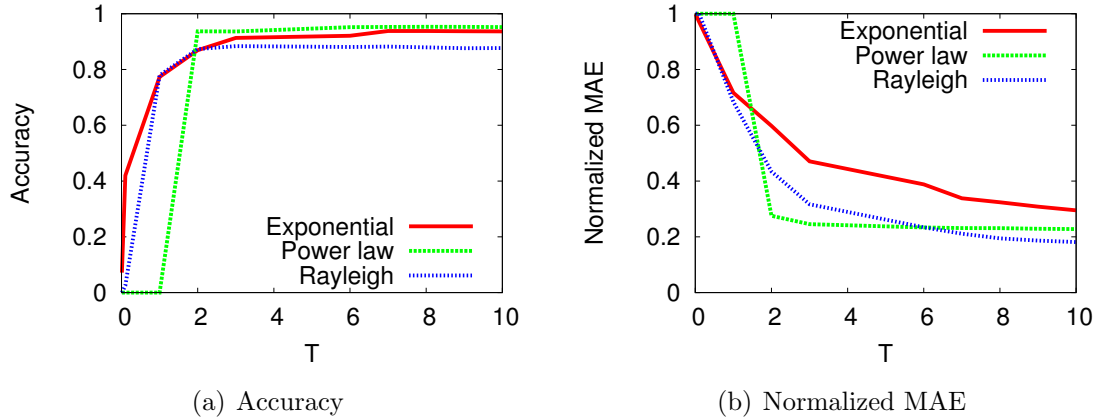 Accuracy
1
0.8
0.6
0.4
0.2
0
Exponential
Power law
Rayleigh
0 2 4 6 8 10
T
(a) Accuracy
Normalized MAE
1
0.8
0.6
0.4
0.2
0
Exponential
Power law
Rayleigh
0 2 4 6 8 10
T
(b) Normalized MAE